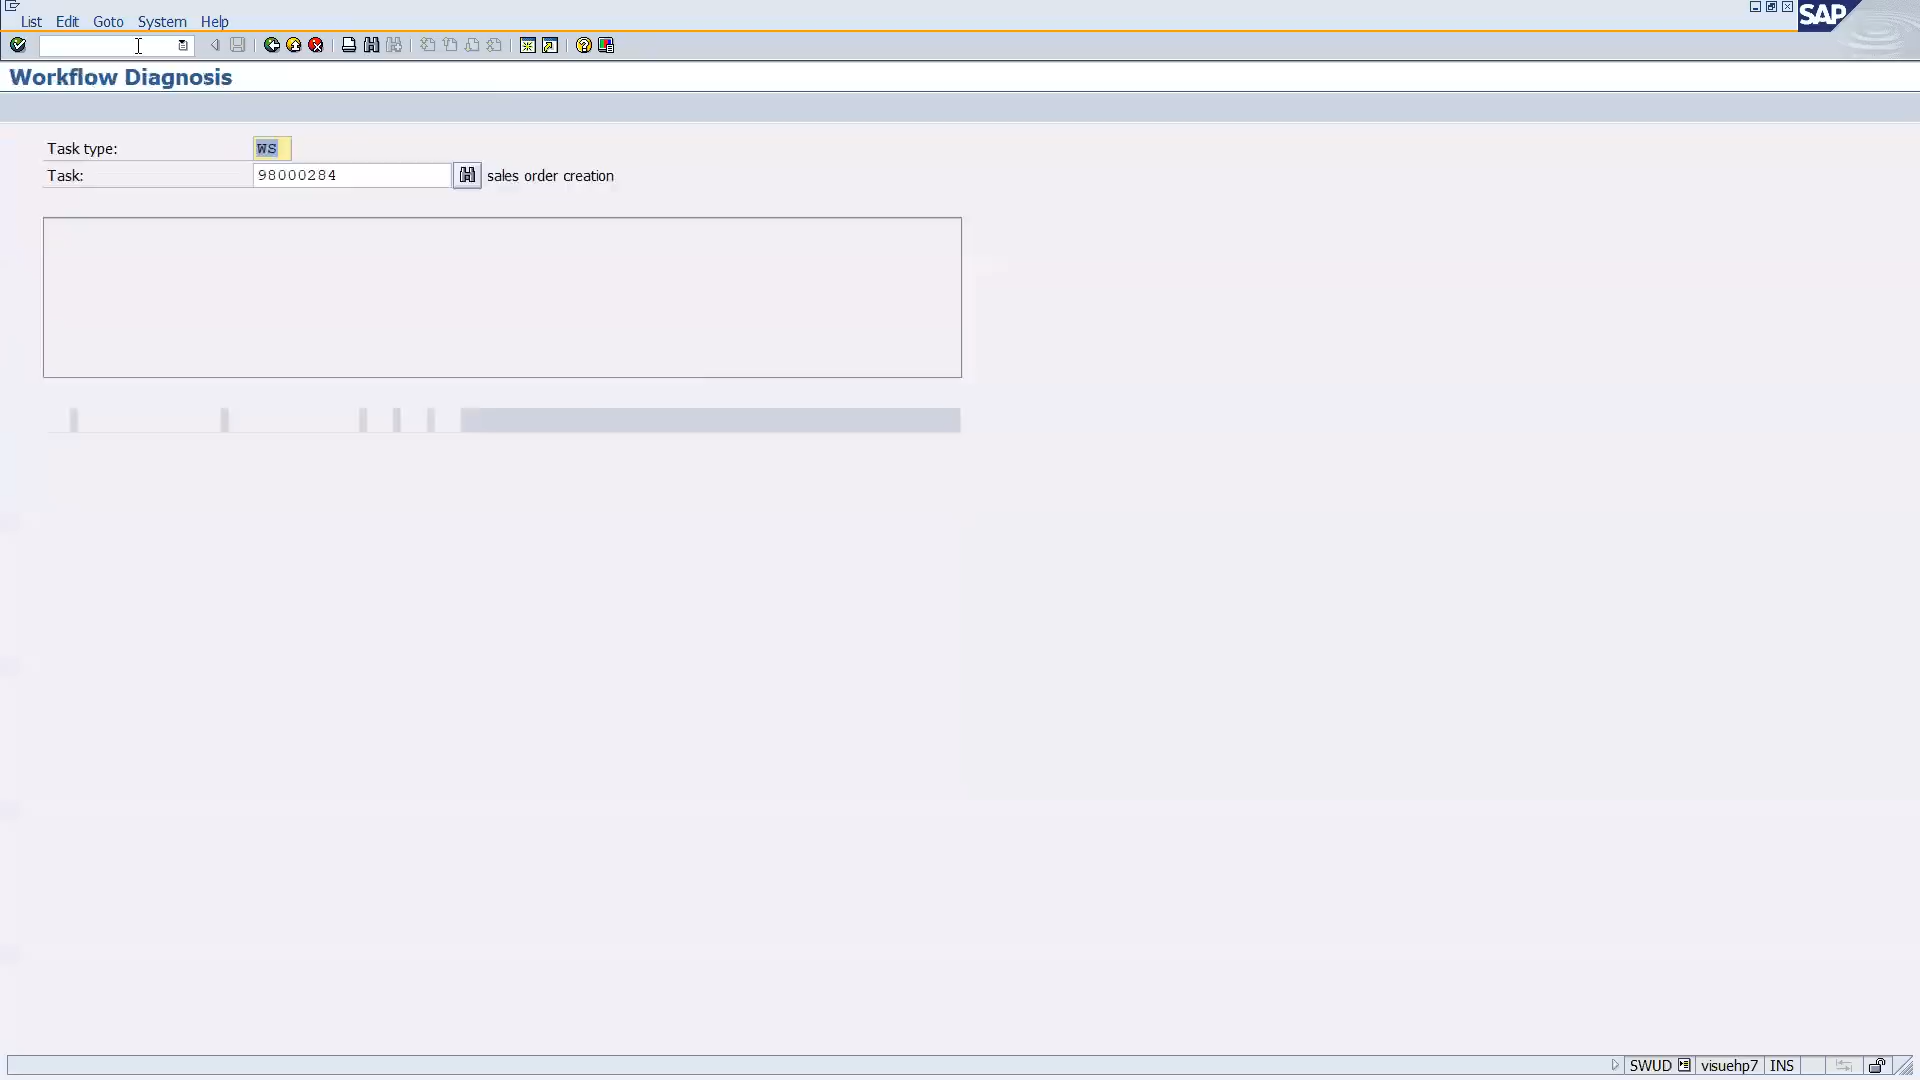 List Edit Goto System Help
SAP
Workflow Diagnosis
Task type: WS
Task: 98000284 sales order creation
SWUD visuehp7 INS